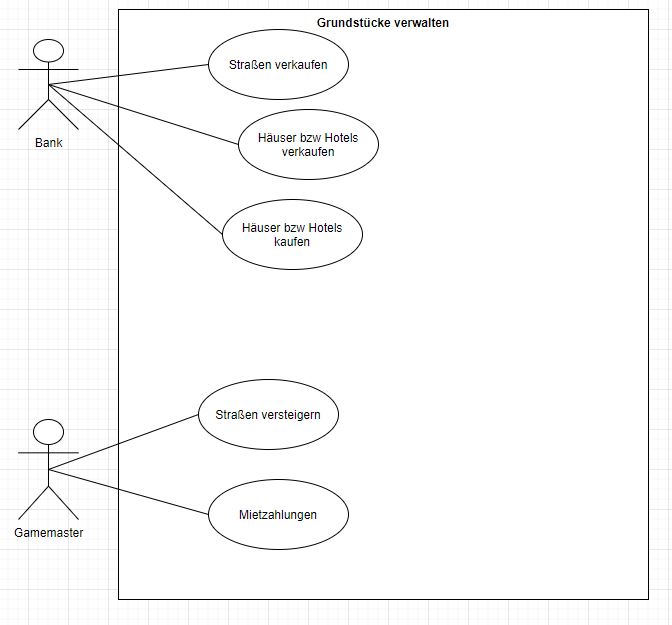 Grundstücke verwalten
Straßen verkaufen
Bank
Häuser bzw Hotels
verkaufen
Häuser bzw Hotels
kaufen
Straßen versteigern
Gamemaster
Mietzahlungen